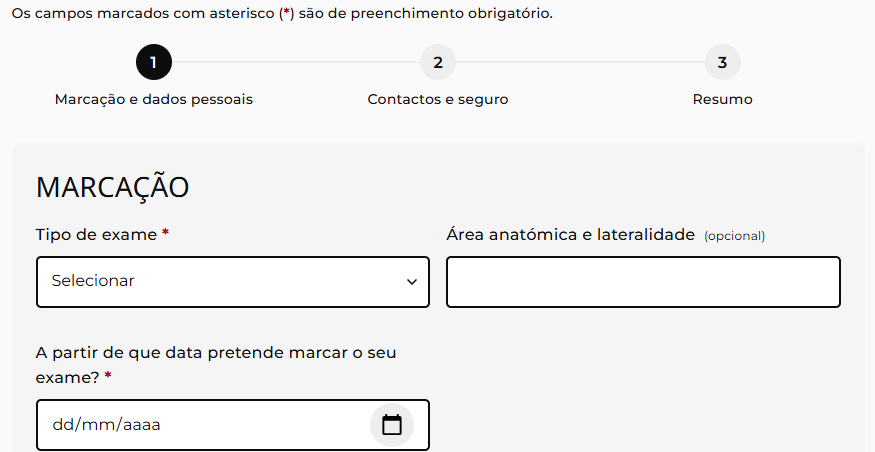 Os campos marcados com asterisco (*) são de preenchimento obrigatório.
1
2
3
Marcação e dados pessoais
Contactos e seguro
Resumo
MARCAÇÃO
Tipo de exame *
Área anatómica e lateralidade (opcional)
Selecionar
A partir de que data pretende marcar o seu
exame? *
dd/mm/aaaa